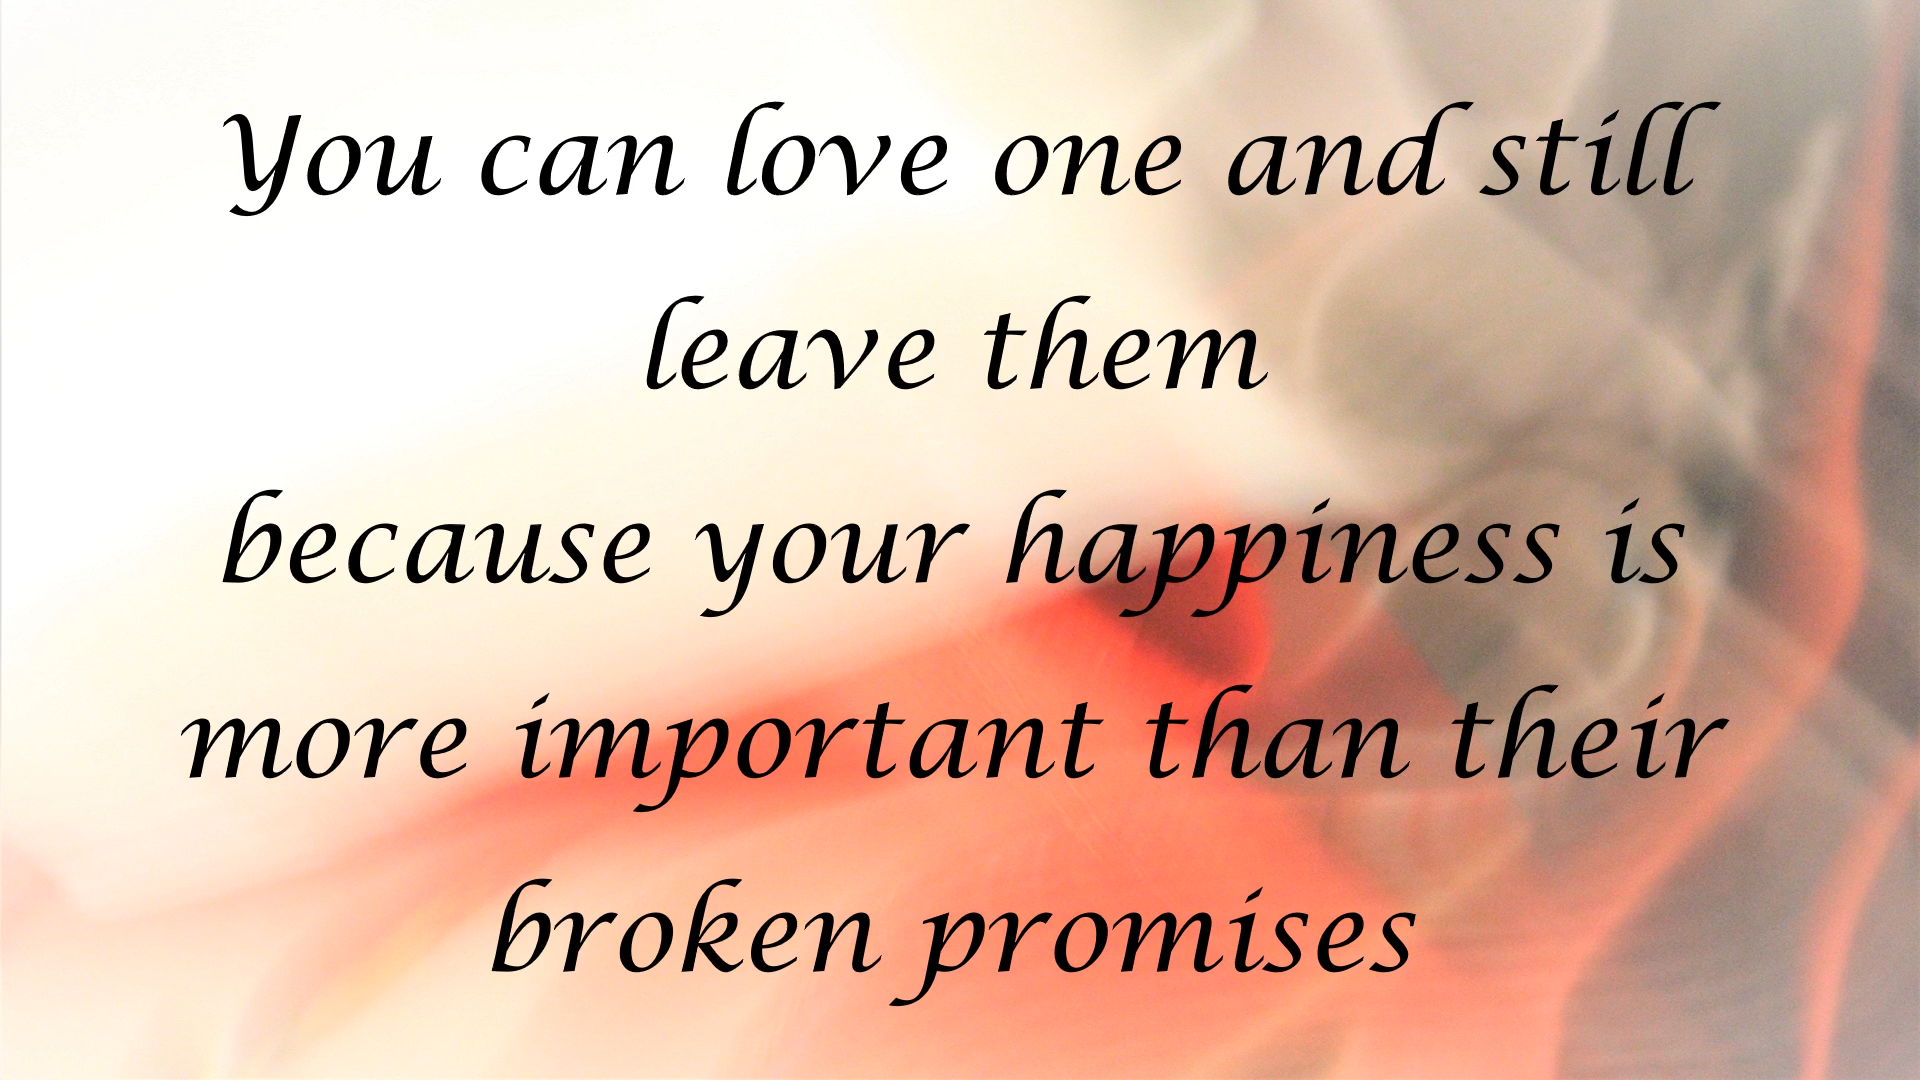 You can love one and still
leave them
because your happiness is
more important than their
broken promises